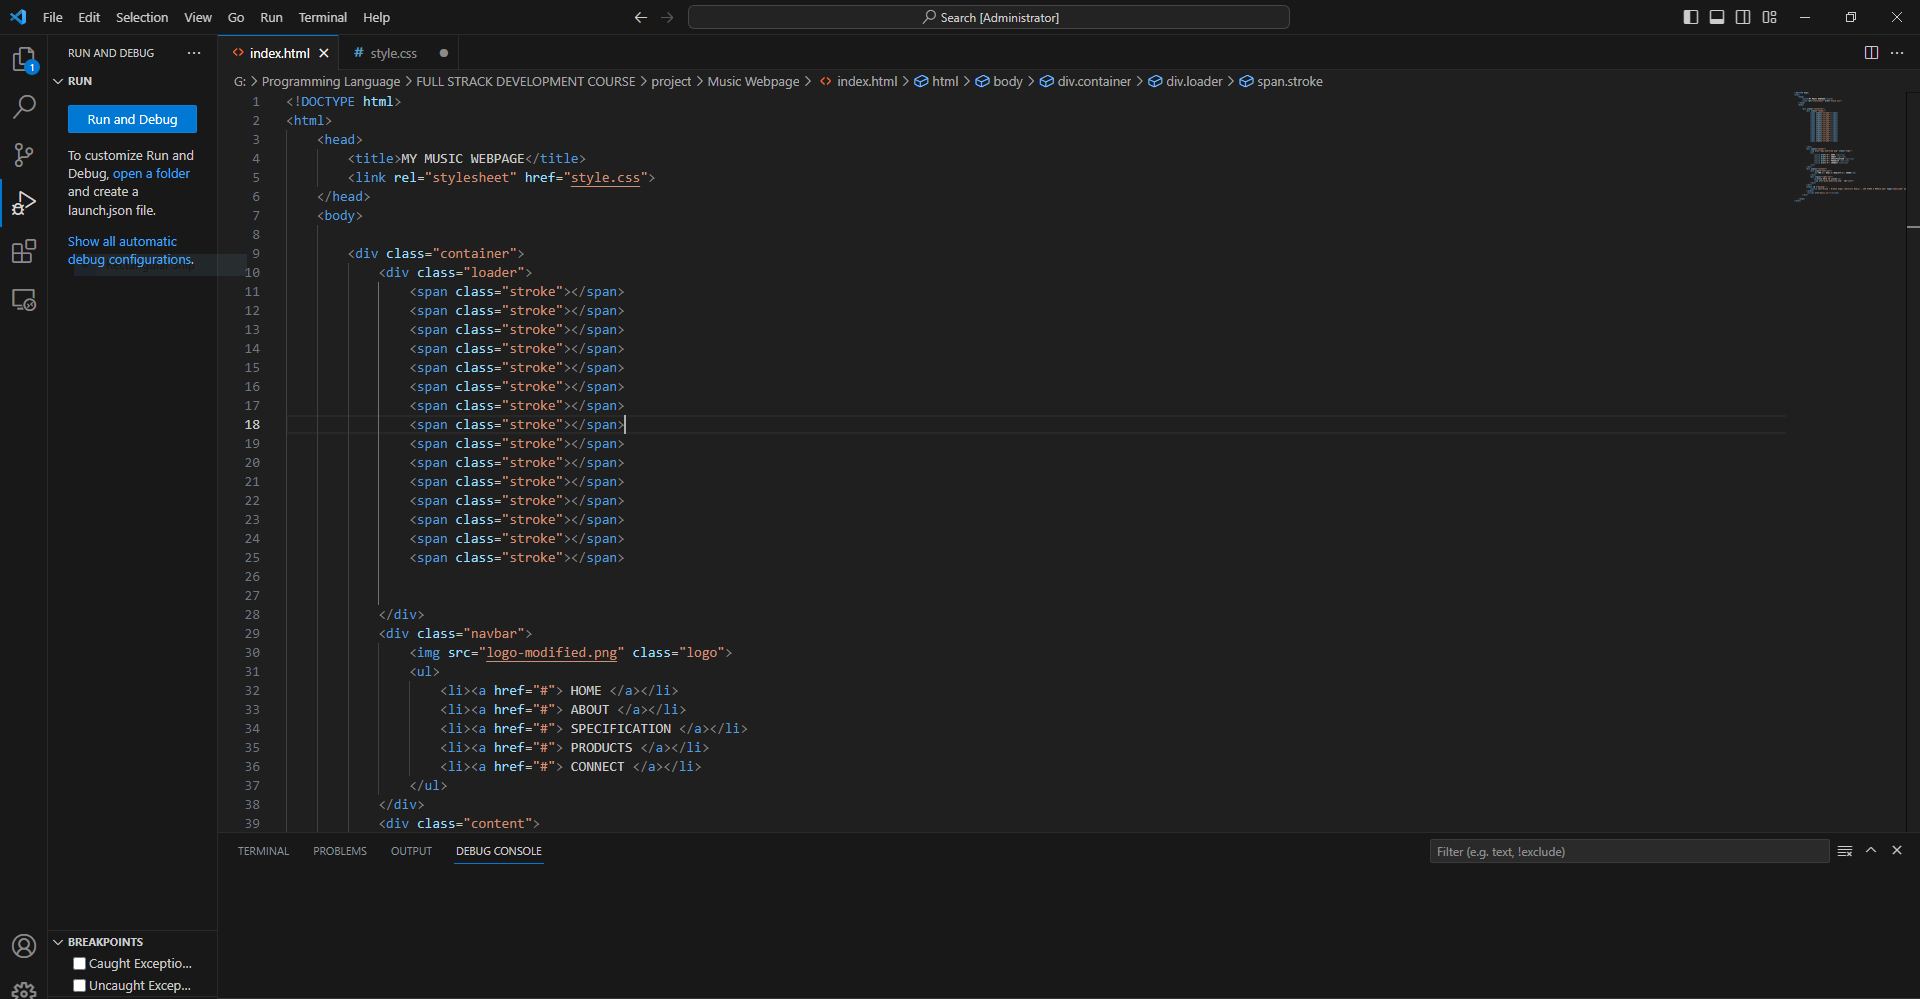 File Edit Selection View Go Run Terminal Help
Search [Administrator]
RUN AND DEBUG
index.html
# style.css
1
RUN
G: > Programming Language > FULL STRACK DEVELOPMENT COURSE > project > Music Webpage > index.html > html > body > div.container > div.loader > span.stroke
Run and Debug
To customize Run and
Debug, open a folder
and create a
launch.json file.
Show all automatic
debug configurations.
1 <!DOCTYPE html>
2 <html>
3 <head>
4 <title>MY MUSIC WEBPAGE</title>
5 <link rel="stylesheet" href="style.css">
6 </head>
7 <body>
8
9 <div class="container">
10 <div class="loader">
11 <span class="stroke"></span>
12 <span class="stroke"></span>
13 <span class="stroke"></span>
14 <span class="stroke"></span>
15 <span class="stroke"></span>
16 <span class="stroke"></span>
17 <span class="stroke"></span>
18 <span class="stroke"></span>
19 <span class="stroke"></span>
20 <span class="stroke"></span>
21 <span class="stroke"></span>
22 <span class="stroke"></span>
23 <span class="stroke"></span>
24 <span class="stroke"></span>
25 <span class="stroke"></span>
26
27
28 </div>
29 <div class="navbar">
30 <img src="logo-modified.png" class="logo">
31 <ul>
32 <li><a href="#"> HOME </a></li>
33 <li><a href="#"> ABOUT </a></li>
34 <li><a href="#"> SPECIFICATION </a></li>
35 <li><a href="#"> PRODUCTS </a></li>
36 <li><a href="#"> CONNECT </a></li>
37 </ul>
38 </div>
39 <div class="content">
TERMINAL PROBLEMS OUTPUT DEBUG CONSOLE
Filter (e.g. text, !exclude)
BREAKPOINTS
Caught Exceptio...
Uncaught Excep...